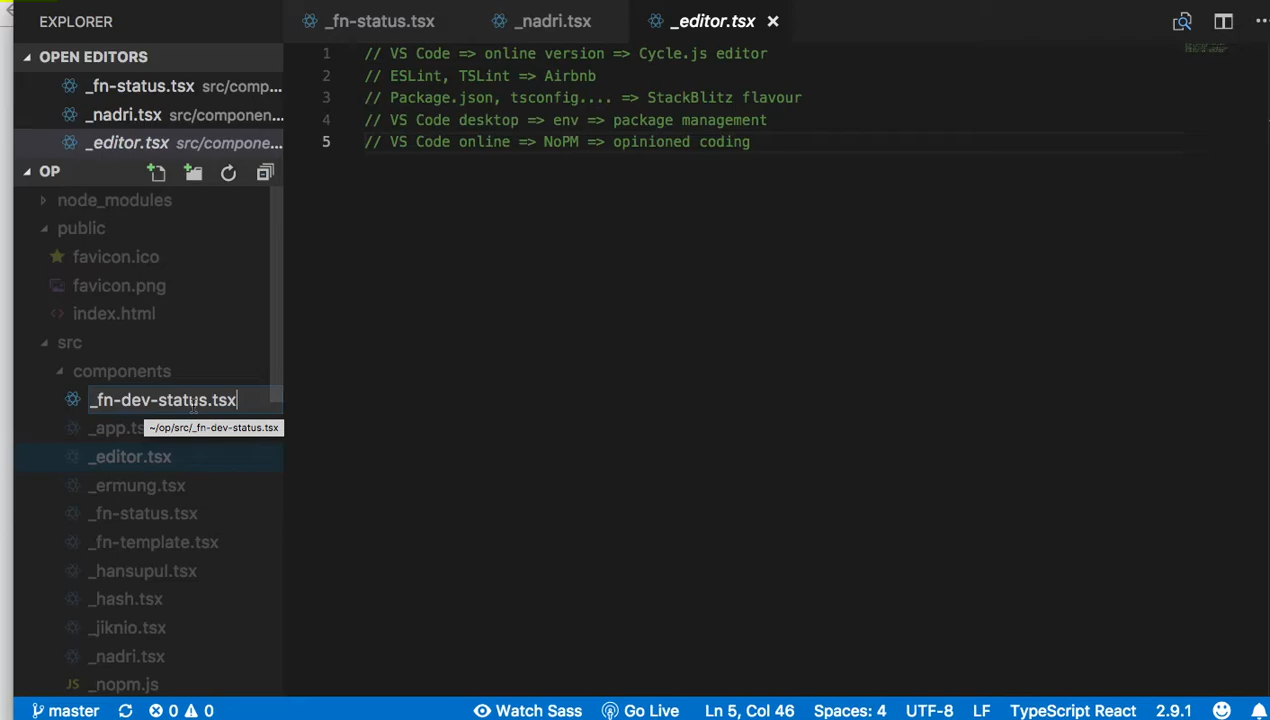 EXPLORER
_fn-status.tsx
_nadri.tsx
_editor.tsx
OPEN EDITORS
_fn-status.tsx src/comp...
_nadri.tsx src/componen...
_editor.tsx src/compone...
OP
node_modules
public
favicon.ico
favicon.png
index.html
src
components
_fn-dev-status.tsx
~/op/src/_fn-dev-status.tsx
_editor.tsx
_ermung.tsx
_fn-status.tsx
_fn-template.tsx
_hansupul.tsx
_hash.tsx
_jiknio.tsx
_nadri.tsx
JS _nopm.js
1 // VS Code => online version => Cycle.js editor
2 // ESLint, TSLint => Airbnb
3 // Package.json, tsconfig.... => StackBlitz flavour
4 // VS Code desktop => env => package management
5 // VS Code online => NoPM => opinioned coding
master 0 0 Watch Sass Go Live Ln 5, Col 46 Spaces: 4 UTF-8 LF TypeScript React 2.9.1